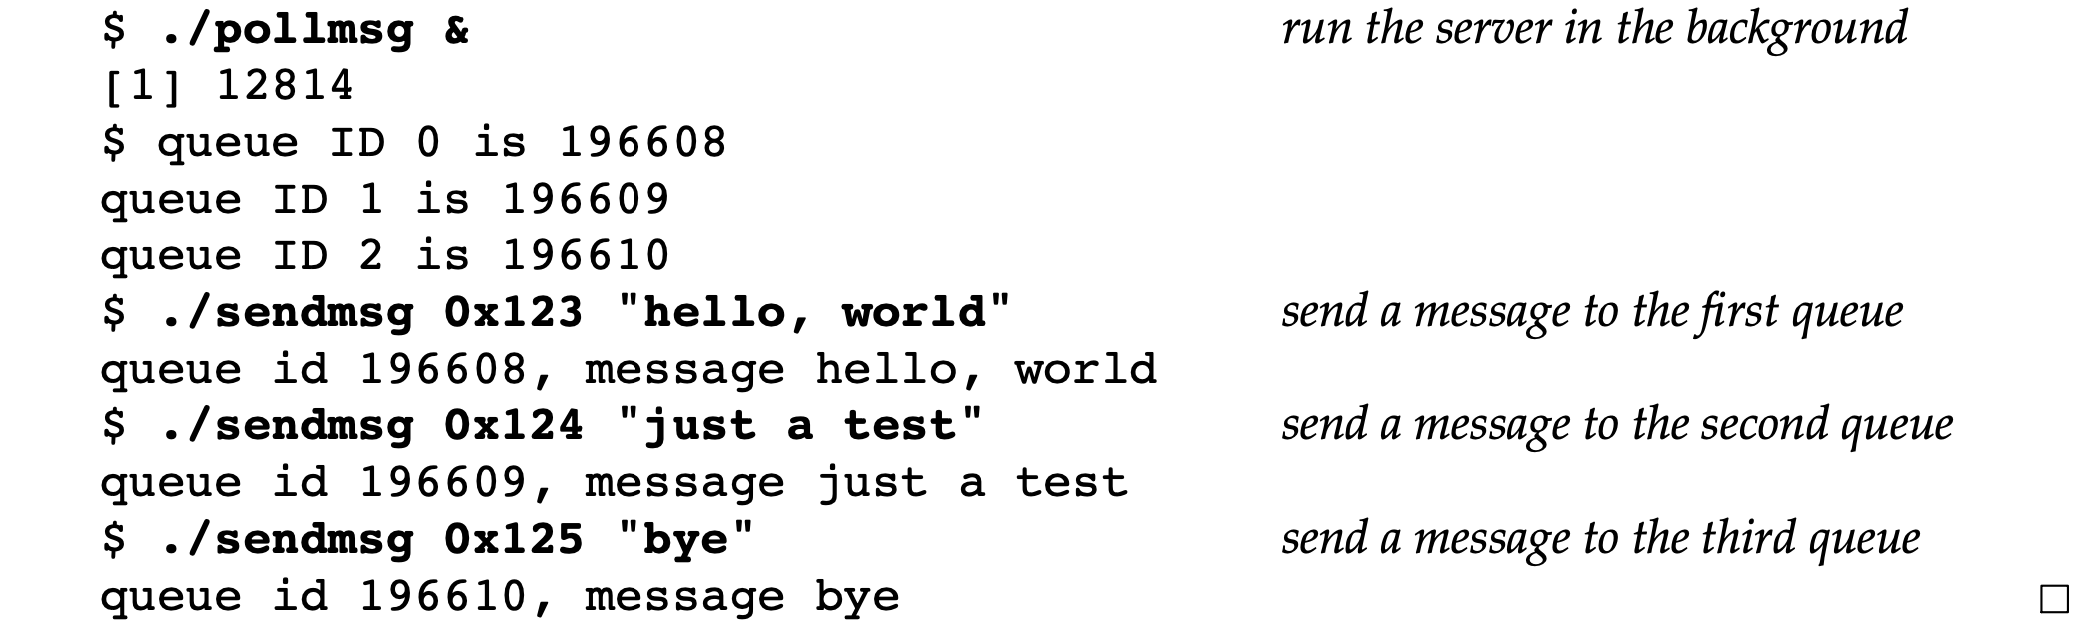 $ ./pollmsg & run the server in the background
[1] 12814
$ queue ID 0 is 196608
queue ID 1 is 196609
queue ID 2 is 196610
$ ./sendmsg 0x123 "hello, world" send a message to the first queue
queue id 196608, message hello, world
$ ./sendmsg 0x124 "just a test" send a message to the second queue
queue id 196609, message just a test
$ ./sendmsg 0x125 "bye" send a message to the third queue
queue id 196610, message bye